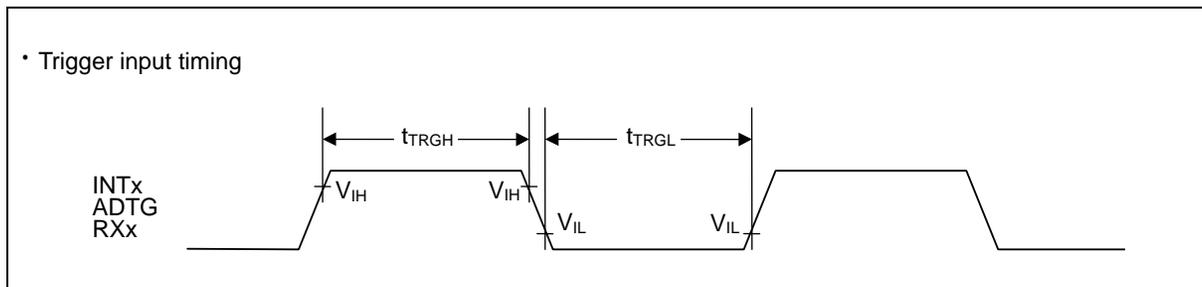 • Trigger input timing
tTRGH
tTRGL
INTx
ADTG
RXx
VIH
VIH
VIL
VIL